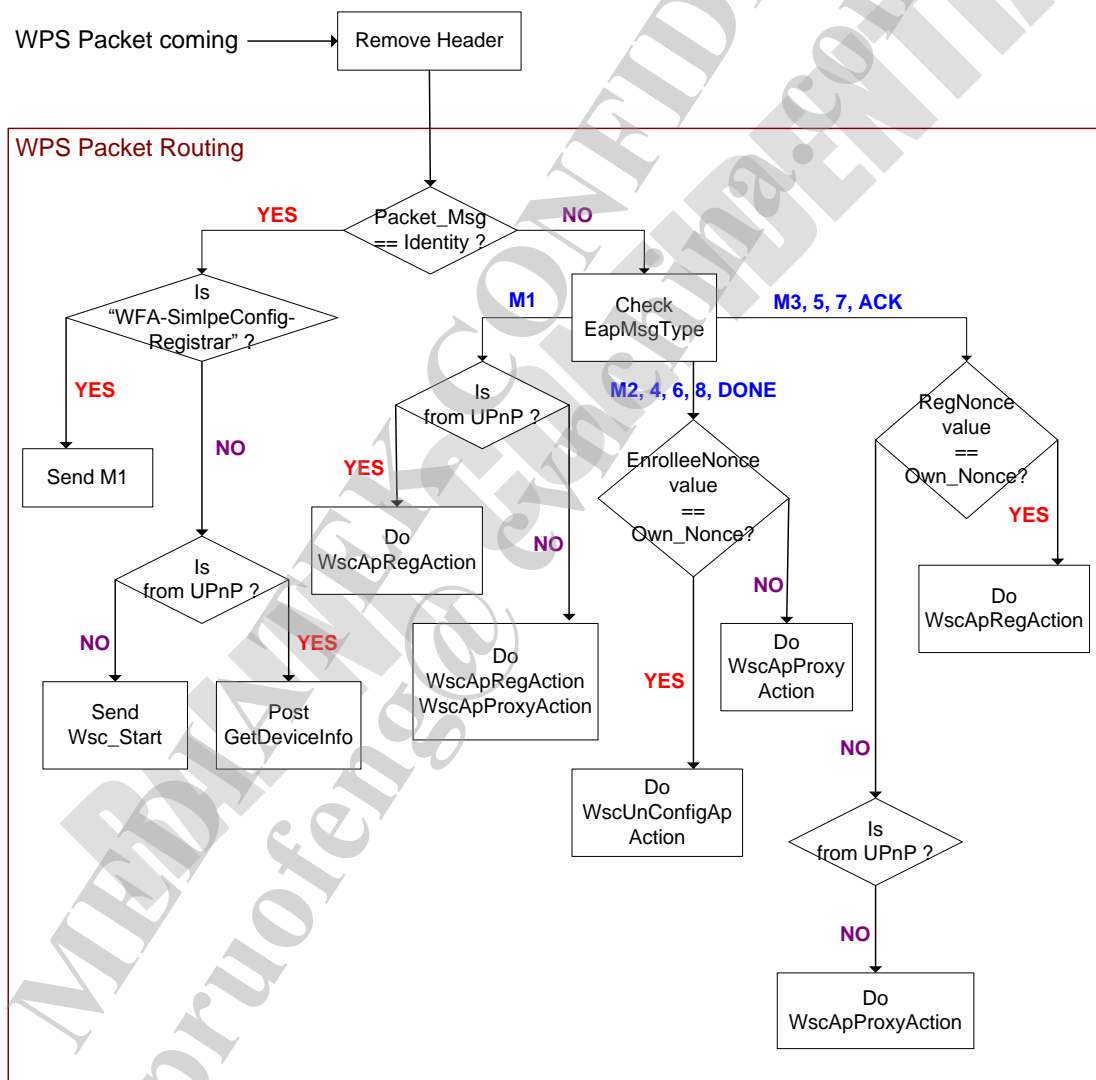 WPS Packet coming
Remove Header
WPS Packet Routing
Packet_Msg
== Identity ?
YES
NO
Is
“WFA-SimlpeConfig-
Registrar” ?
YES
NO
Send M1
Is
from UPnP ?
NO
YES
Send
Wsc_Start
Post
GetDeviceInfo
Check
EapMsgType
M1
M2, 4, 6, 8, DONE
M3, 5, 7, ACK
Is
from UPnP ?
YES
NO
Do
WscApRegAction
Do
WscApRegAction
WscApProxyAction
EnrolleeNonce
value
==
Own_Nonce?
NO
YES
Do
WscApProxy
Action
Do
WscUnConfigAp
Action
RegNonce
value
==
Own_Nonce?
YES
NO
Do
WscApRegAction
Is
from UPnP ?
NO
Do
WscApProxyAction